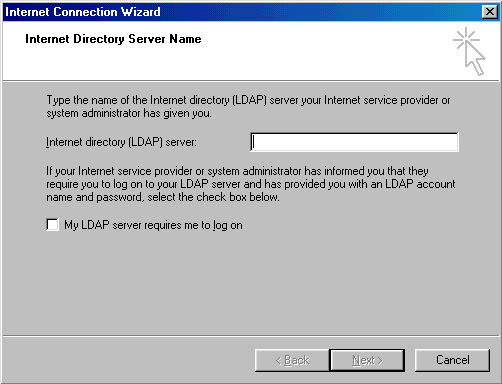 Internet Connection Wizard
Internet Directory Server Name
Type the name of the Internet directory (LDAP) server your Internet service provider or
system administrator has given you.
Internet directory (LDAP) server:
If your Internet service provider or system administrator has informed you that they
require you to log on to your LDAP server and has provided you with an LDAP account
name and password, select the check box below.
My LDAP server requires me to log on
< Back Next > Cancel